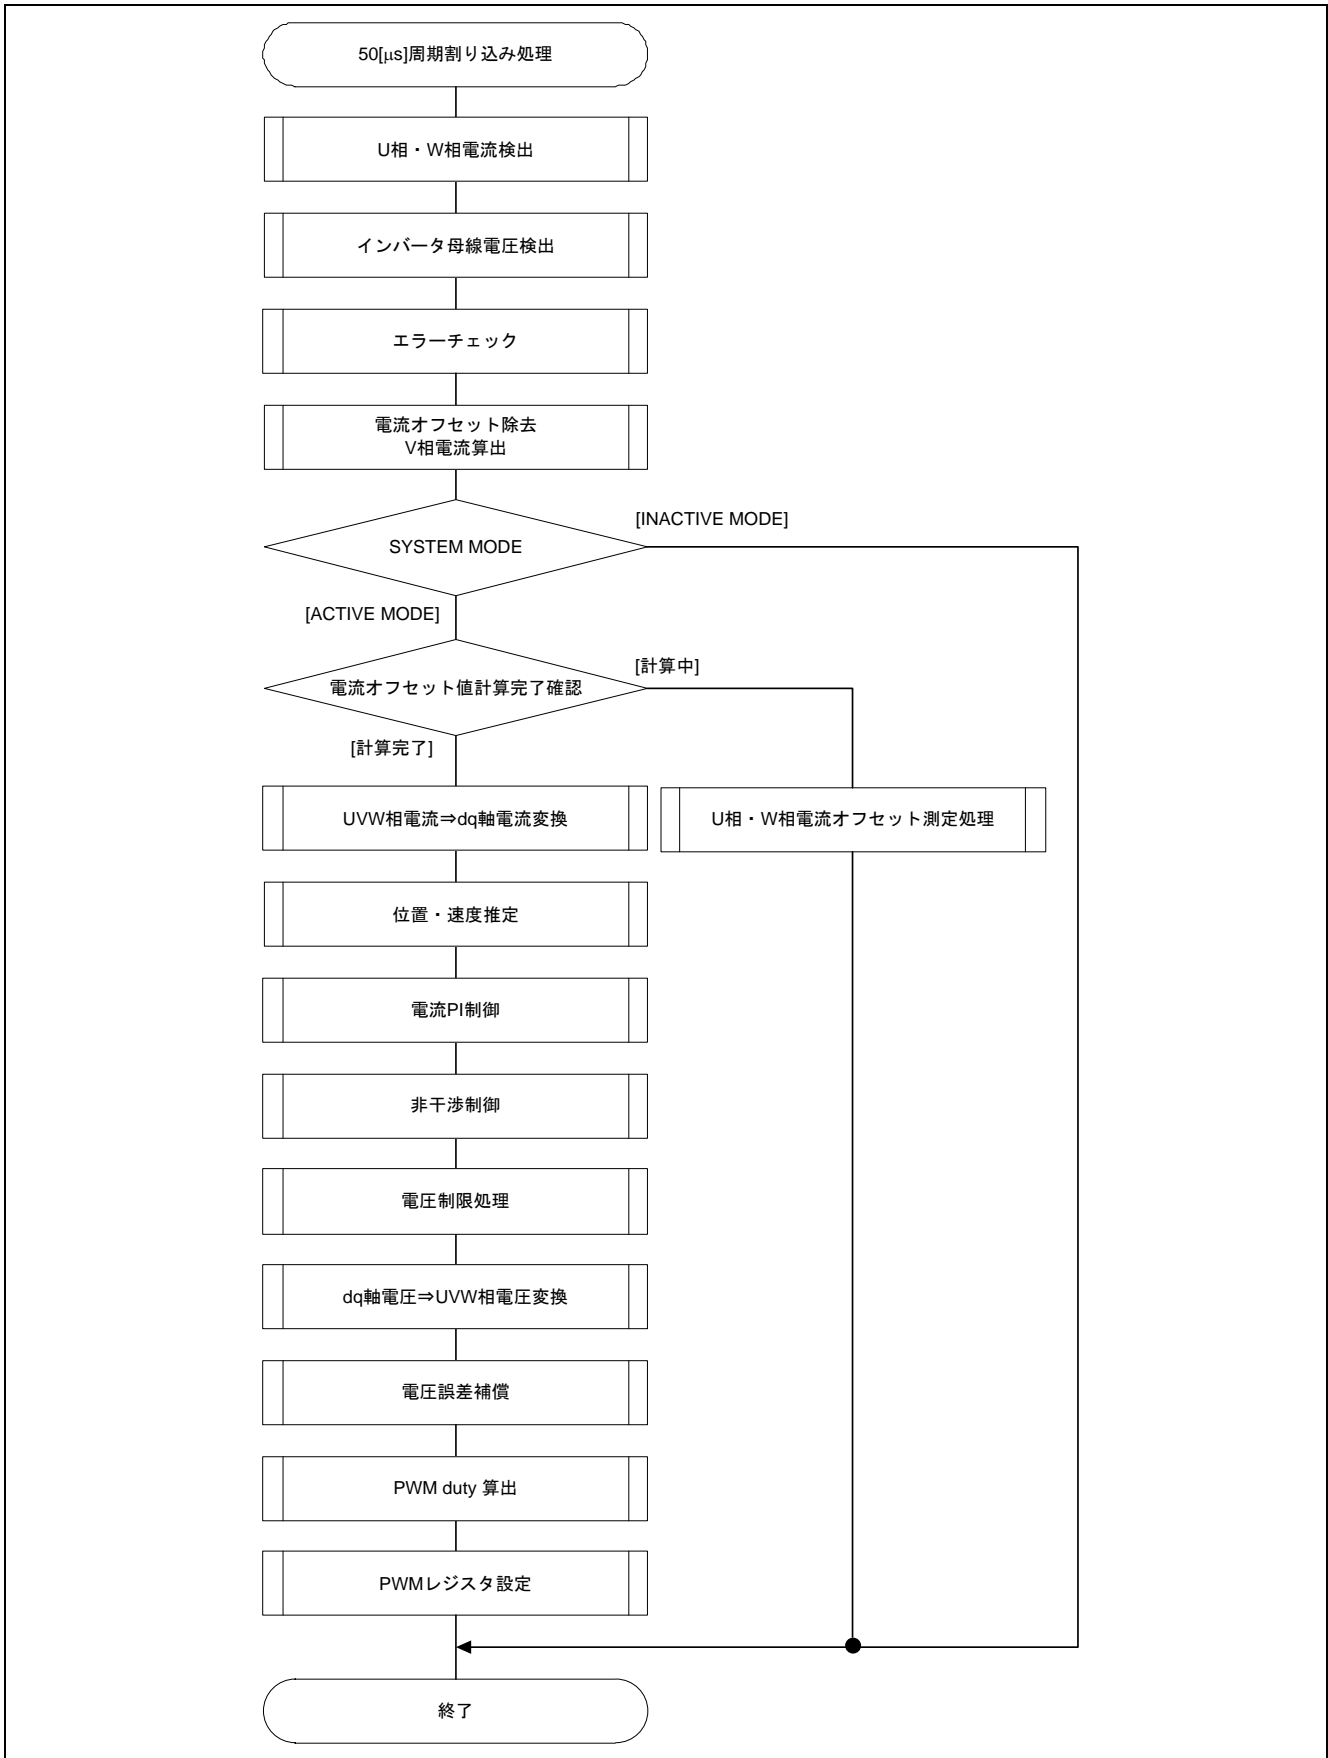 50[μs]周期割り込み処理
U相・W相電流検出
インバータ母線電圧検出
エラーチェック
電流オフセット除去
V相電流算出
[INACTIVE MODE]
SYSTEM MODE
[ACTIVE MODE]
[計算中]
電流オフセット値計算完了確認
[計算完了]
UVW相電流⇒dq軸電流変換
U相・W相電流オフセット測定処理
位置・速度推定
電流PI制御
非干渉制御
電圧制限処理
dq軸電圧⇒UVW相電圧変換
電圧誤差補償
PWM duty 算出
PWMレジスタ設定
終了